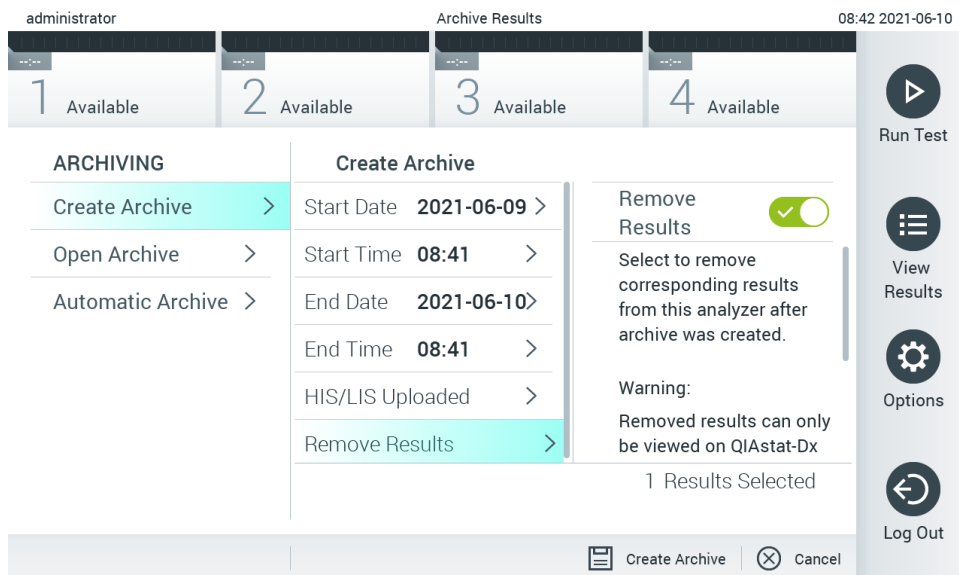 administrator
Archive Results
08:42 2021-06-10
--:--
--:--
--:--
--:--
1 Available
2 Available
3 Available
4 Available
Run Test
View
Results
Options
Log Out
ARCHIVING
Create Archive
Open Archive
Automatic Archive
Create Archive
Start Date 2021-06-09
Start Time 08:41
End Date 2021-06-10
End Time 08:41
HIS/LIS Uploaded
Remove Results
Remove
Results
Select to remove
corresponding results
from this analyzer after
archive was created.
Warning:
Removed results can only
be viewed on QIAstat-Dx
1 Results Selected
Create Archive
Cancel